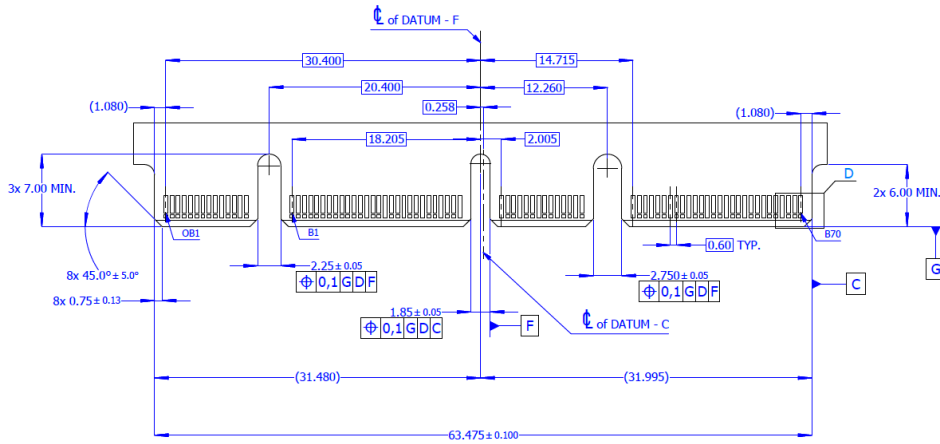 ℄ of DATUM - F
30.400
14.715
20.400
12.260
(1.080)
0.258
(1.080)
18.205
2.005
D
3x 7.00 MIN.
2x 6.00 MIN.
OB1
B1
B70
0.60 TYP.
G
8x 45.0° ± 5.0°
2.25 ± 0.05
2,750 ± 0.05
⌖ 0,1 G D F
⌖ 0,1 G D F
C
8x 0.75 ± 0.13
1.85 ± 0.05
⌖ 0,1 G D C
F
℄ of DATUM - C
(31.480)
(31.995)
63.475 ± 0.100